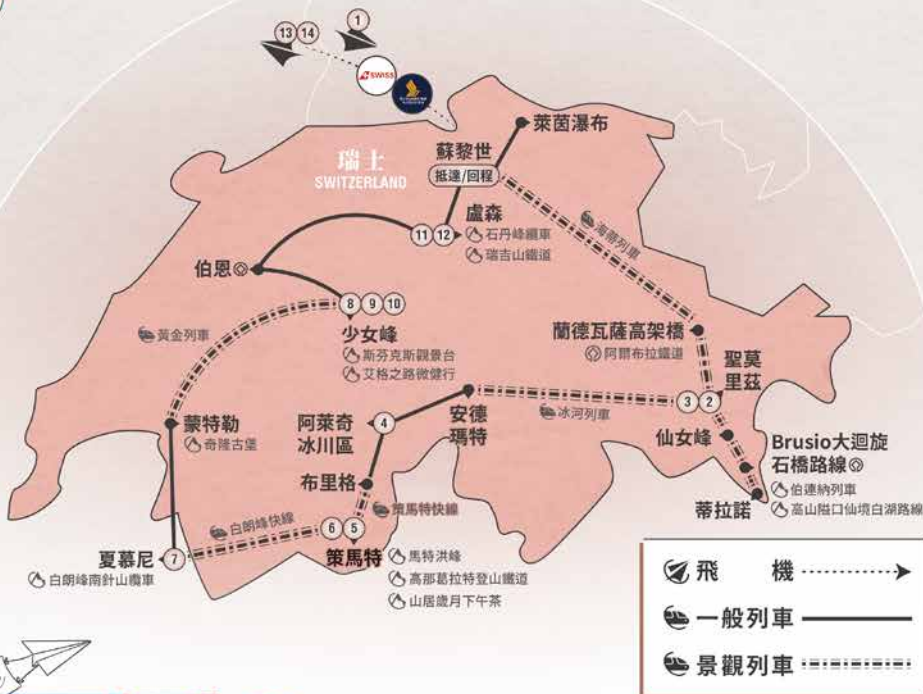 13 14
1
SWISS
萊茵瀑布
瑞士
SWITZERLAND
蘇黎世
抵達/回程
盧森
11 12
石丹峰纜車
瑞吉山鐵道
海蒂列車
伯恩
8 9 10
黃金列車
少女峰
斯芬克斯觀景台
艾格之路微健行
蘭德瓦薩高架橋
阿爾布拉鐵道
聖莫
里茲
3 2
冰河列車
安德
瑪特
蒙特勒
奇隆古堡
阿萊奇
冰川區
4
仙女峰
Brusio大迴旋
石橋路線
伯連納列車
高山隘口仙境白湖路線
蒂拉諾
布里格
策馬特快線
白朗峰快線
6 5
策馬特
馬特洪峰
高那葛拉特登山鐵道
山居歲月下午茶
夏慕尼
7
白朗峰南針山纜車
飛 機
一般列車
景觀列車